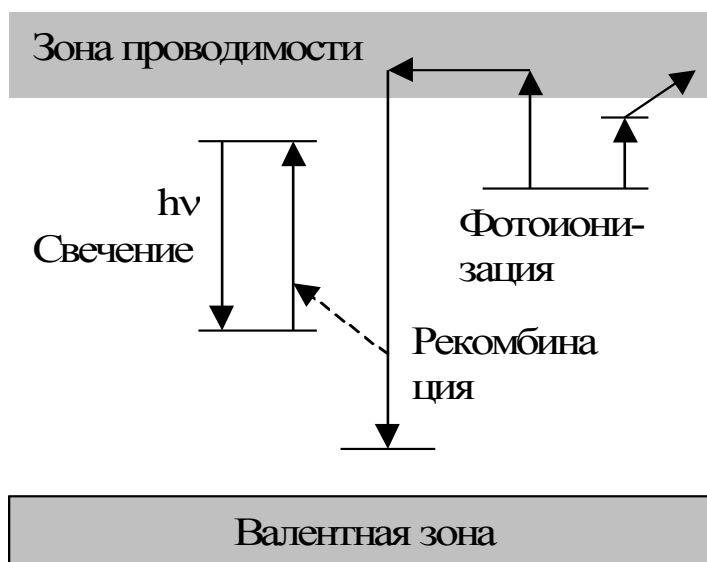 Зона проводимости
hν
Свечение
Фотоиони-
зация
Рекомбина
ция
Валентная зона